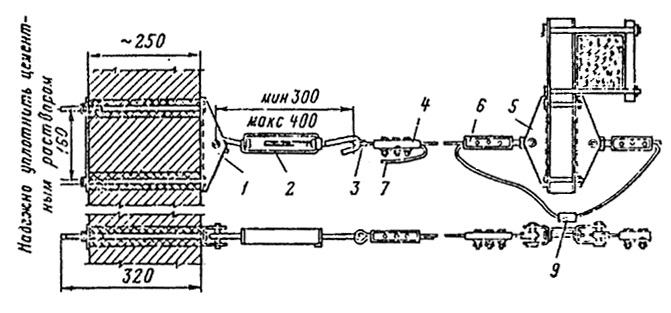 Надежно уплотнить цемент-
ным раствором
~250
150
мин 300
макс 400
1
2
3
4
7
6
5
9
320